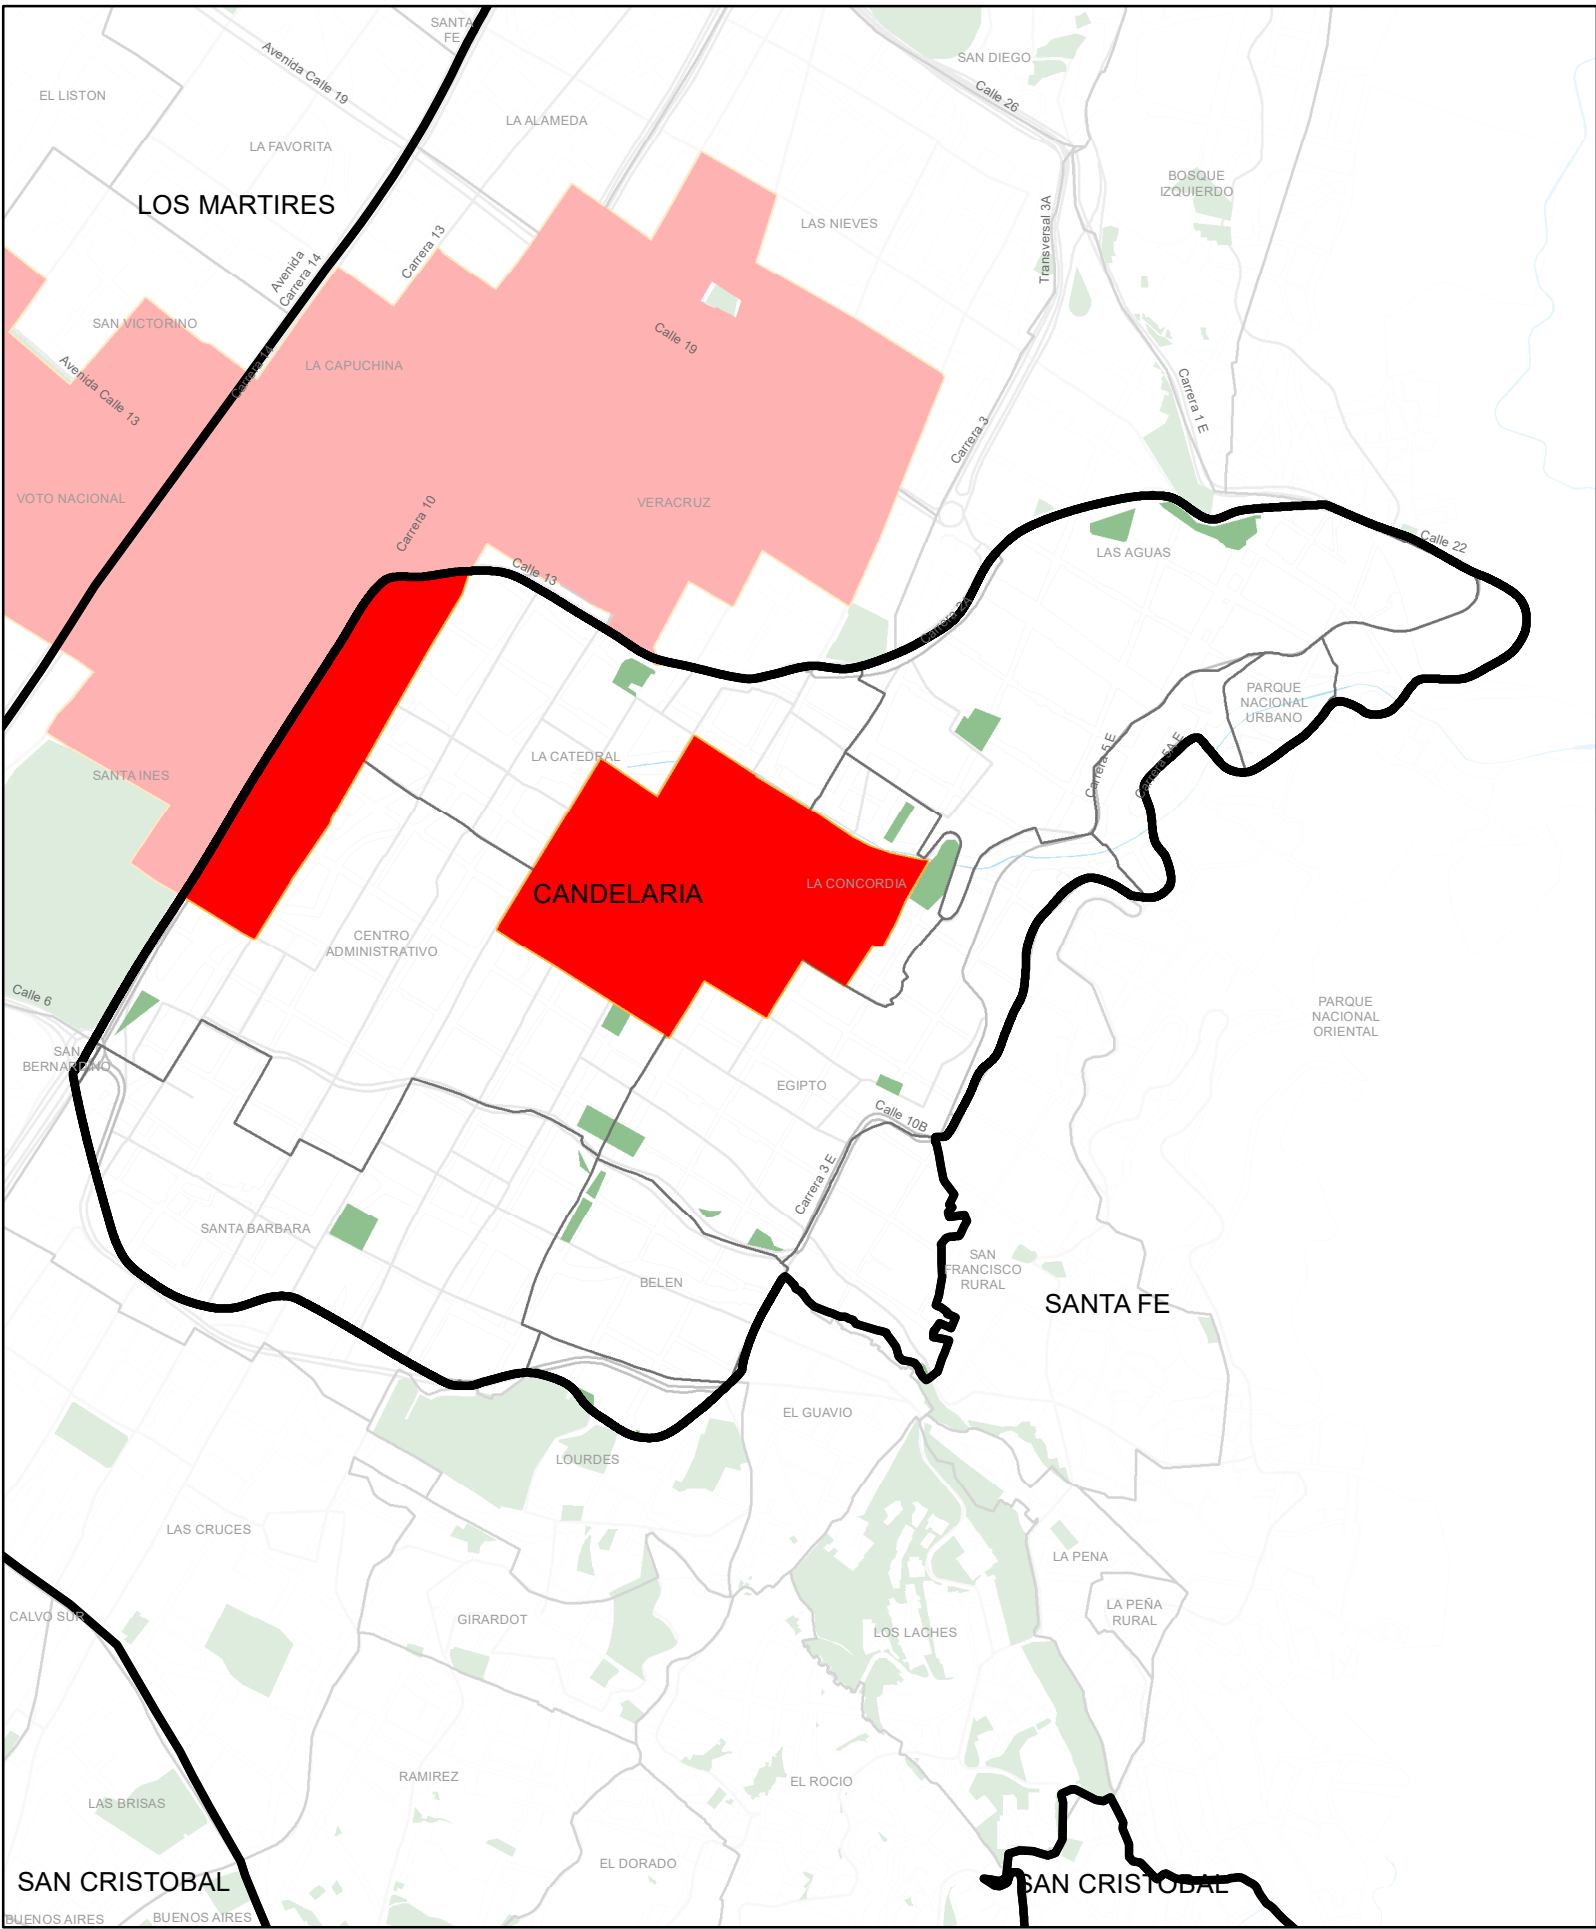 SANTA
FE
SAN DIEGO
Avenida Calle 19
EL LISTON
Calle 26
LA ALAMEDA
LA FAVORITA
BOSQUE
IZQUIERDO
LOS MARTIRES
LAS NIEVES
Transversal 3A
Carrera 13
Avenida
Carrera 14
SAN VICTORINO
Calle 19
LA CAPUCHINA
Carrera 14
Avenida Calle 13
Carrera 1 E
Carrera 3
VOTO NACIONAL
VERACRUZ
Carrera 10
LAS AGUAS
Calle 22
Calle 13
Carrera 2A
PARQUE
NACIONAL
URBANO
LA CATEDRAL
SANTA INES
Carrera 5 E
Carrera 5A E
CANDELARIA
LA CONCORDIA
CENTRO
ADMINISTRATIVO
Calle 6
PARQUE
NACIONAL
ORIENTAL
SAN
BERNARDINO
EGIPTO
Calle 10B
Carrera 3 E
SANTA BARBARA
SAN
FRANCISCO
RURAL
BELEN
SANTA FE
EL GUAVIO
LOURDES
LAS CRUCES
LA PENA
LA PEÑA
RURAL
CALVO SUR
GIRARDOT
LOS LACHES
RAMIREZ
EL ROCIO
LAS BRISAS
EL DORADO
SAN CRISTOBAL
SAN CRISTOBAL
BUENOS AIRES
BUENOS AIRES